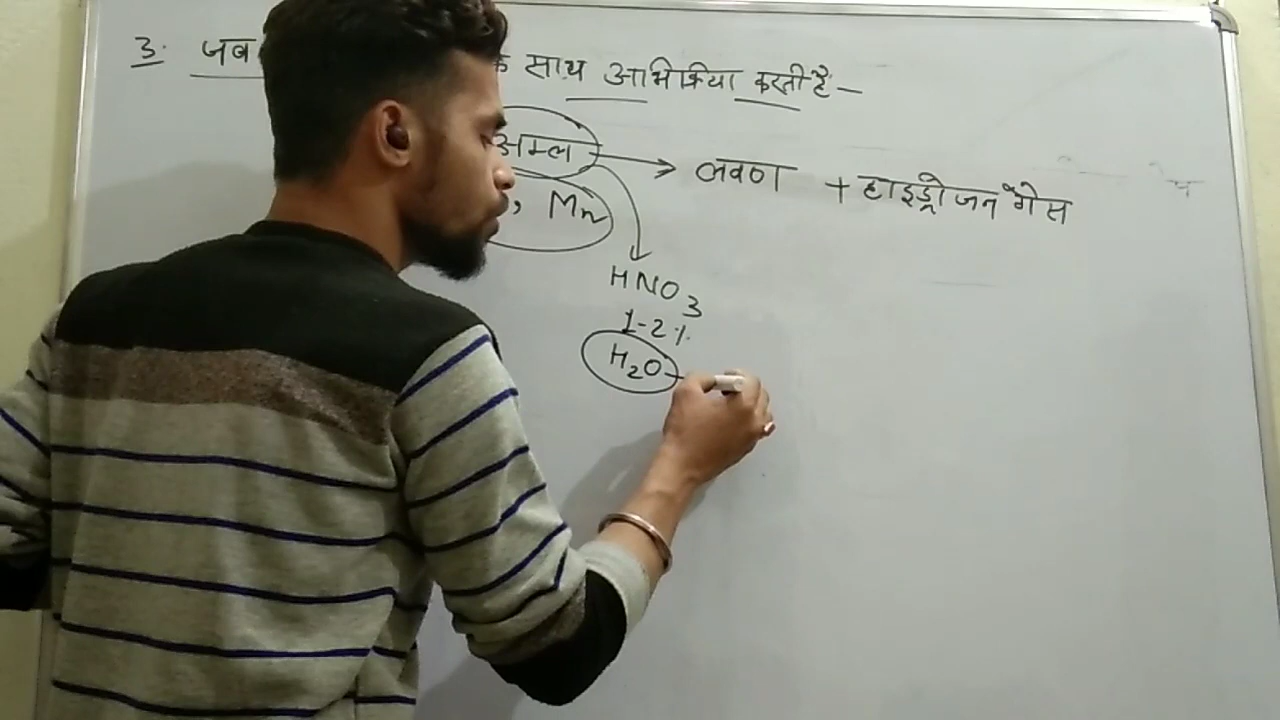 3. जब साथ अभिक्रिया करती है-
अम्ल → लवण + हाइड्रोजन गैस
, Mn
HNO3
1-2%
H2O